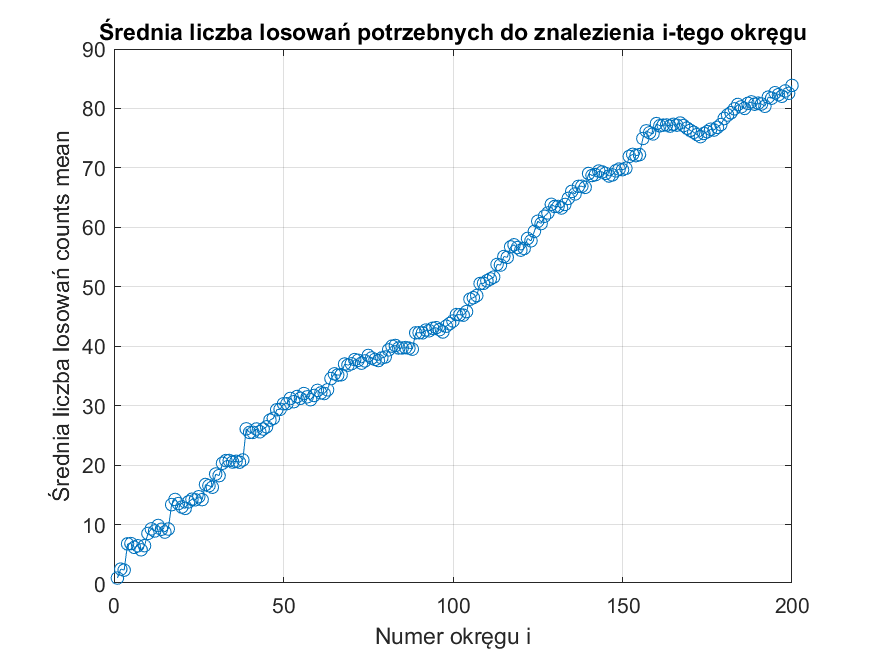 Średnia liczba losowań potrzebnych do znalezienia i-tego okręgu
90
80
70
60
50
40
30
20
10
0
Średnia liczba losowań counts mean
0 50 100 150 200
Numer okręgu i